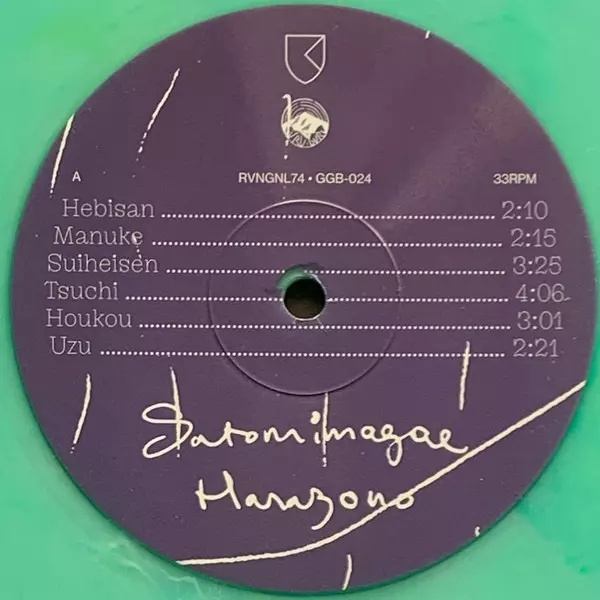 A RVNGNL74 • GGB-024 33RPM
Hebisan 2:10
Manuke 2:15
Suiheisen 3:25
Tsuchi 4:06
Houkou 3:01
Uzu 2:21
Satomimagae
Hanazono